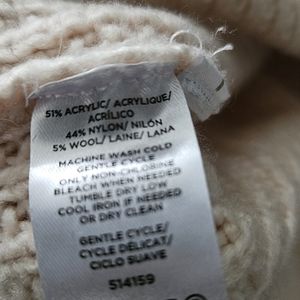 51% ACRYLIC/ ACRYLIQUE/
ACRÍLICO
44% NYLON/ NILÓN
5% WOOL/ LAINE/ LANA
MACHINE WASH COLD
GENTLE CYCLE
ONLY NON-CHLORINE
BLEACH WHEN NEEDED
TUMBLE DRY LOW
COOL IRON IF NEEDED
OR DRY CLEAN
GENTLE CYCLE/
CYCLE DÉLICAT/
CICLO SUAVE
514159